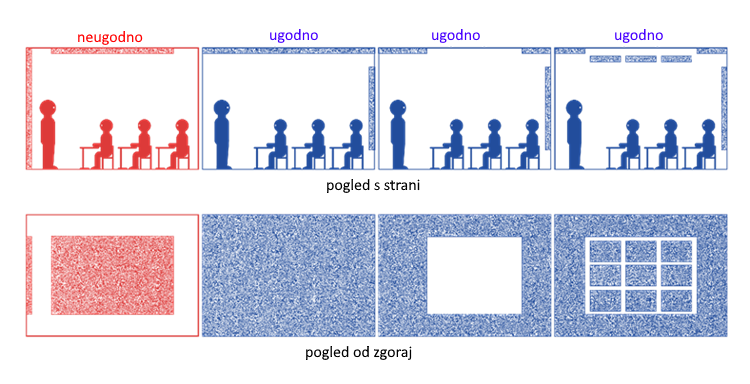 neugodno
ugodno
ugodno
ugodno
pogled s strani
pogled od zgoraj